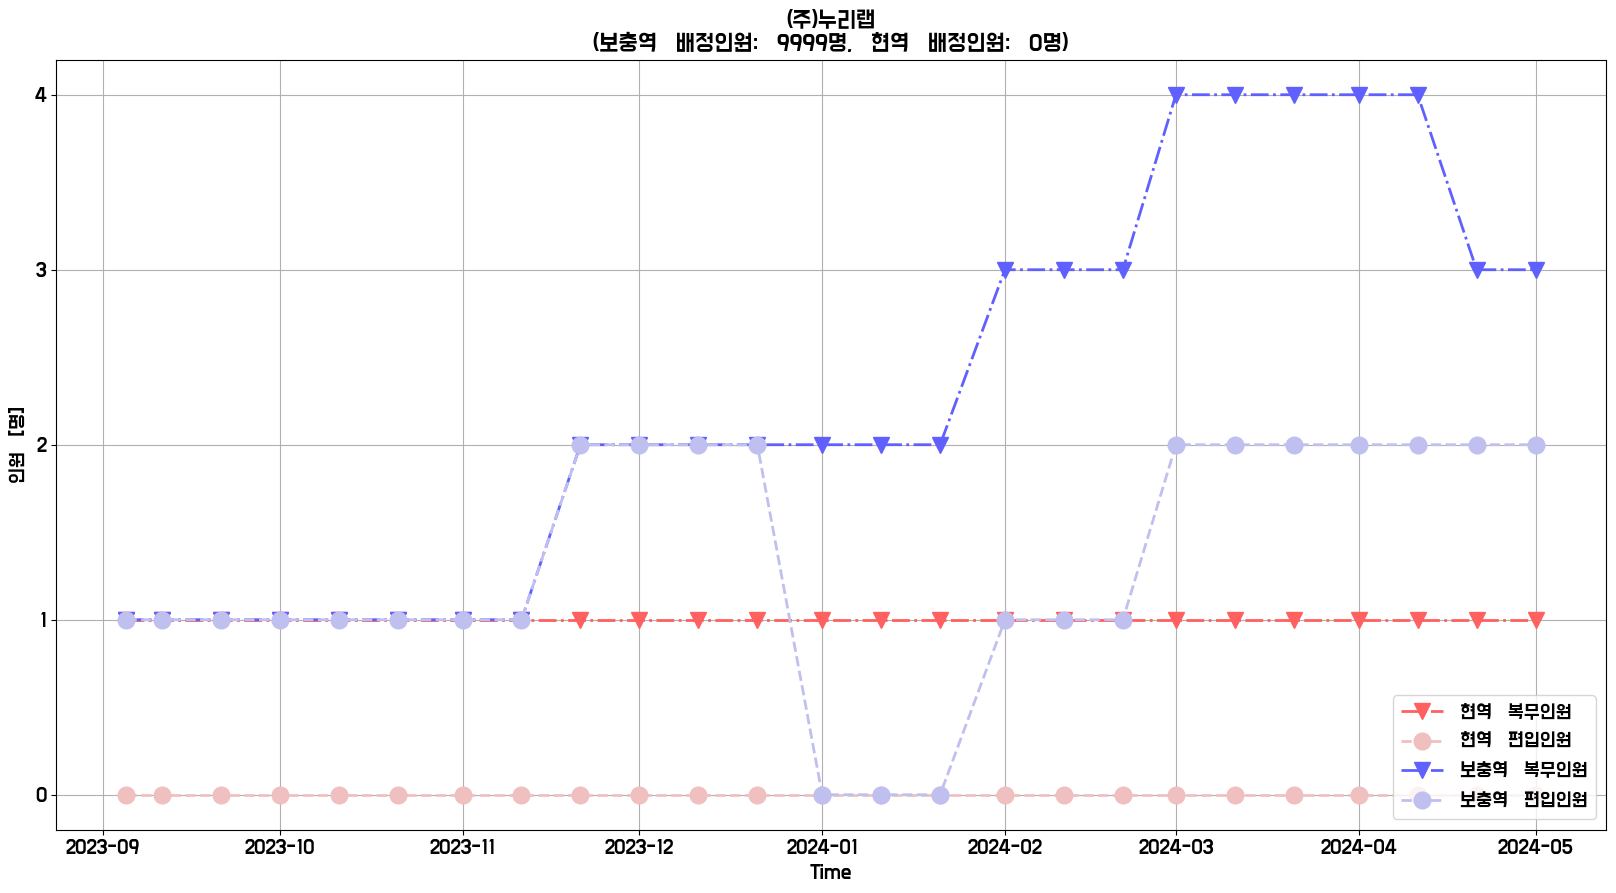 (주)누리랩
(보충역 배정인원: 9999명, 현역 배정인원: 0명)
인원 [명]
4
3
2
1
0
2023-09 2023-10 2023-11 2023-12 2024-01 2024-02 2024-03 2024-04 2024-05
Time
현역 복무인원
현역 편입인원
보충역 복무인원
보충역 편입인원